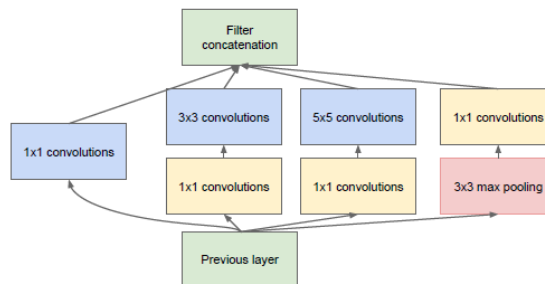 Filter
concatenation
3x3 convolutions
5x5 convolutions
1x1 convolutions
1x1 convolutions
1x1 convolutions
1x1 convolutions
3x3 max pooling
Previous layer